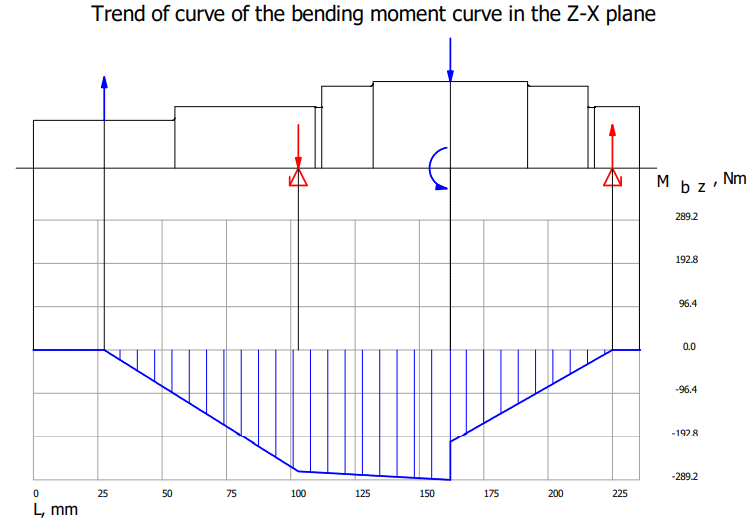 Trend of curve of the bending moment curve in the Z-X plane
M b z , Nm
289.2
192.8
96.4
0.0
-96.4
-192.8
-289.2
0 25 50 75 100 125 150 175 200 225
L, mm